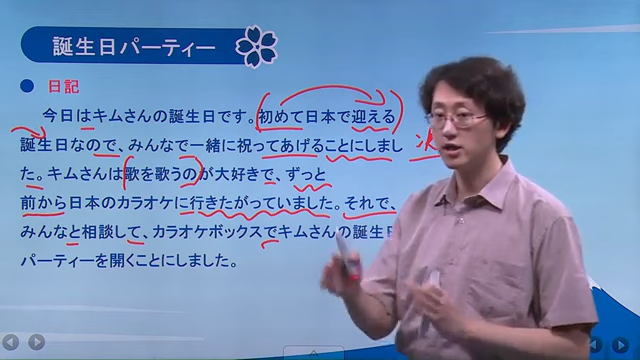 誕生日パーティー
日記
今日はキムさんの誕生日です。初めて日本で迎える
誕生日なので、みんなで一緒に祝ってあげることにしまし
た。キムさんは歌を歌うのが大好きで、ずっと
前から日本のカラオケに行きたがっていました。それで、
みんなと相談して、カラオケボックスでキムさんの誕生日
パーティーを開くことにしました。